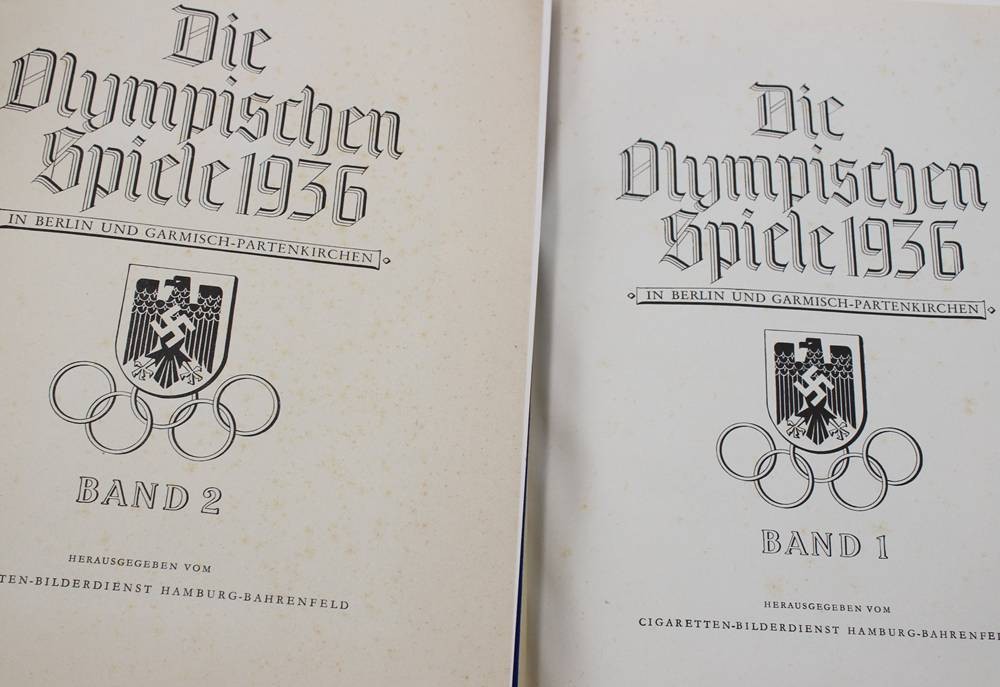 Die
Olympischen
Spiele 1936
IN BERLIN UND GARMISCH-PARTENKIRCHEN
BAND 2
HERAUSGEGEBEN VOM
TEN-BILDERDIENST HAMBURG-BAHRENFELD
Die
Olympischen
Spiele 1936
IN BERLIN UND GARMISCH-PARTENKIRCHEN
BAND 1
HERAUSGEGEBEN VOM
CIGARETTEN-BILDERDIENST HAMBURG-BAHRENFEL